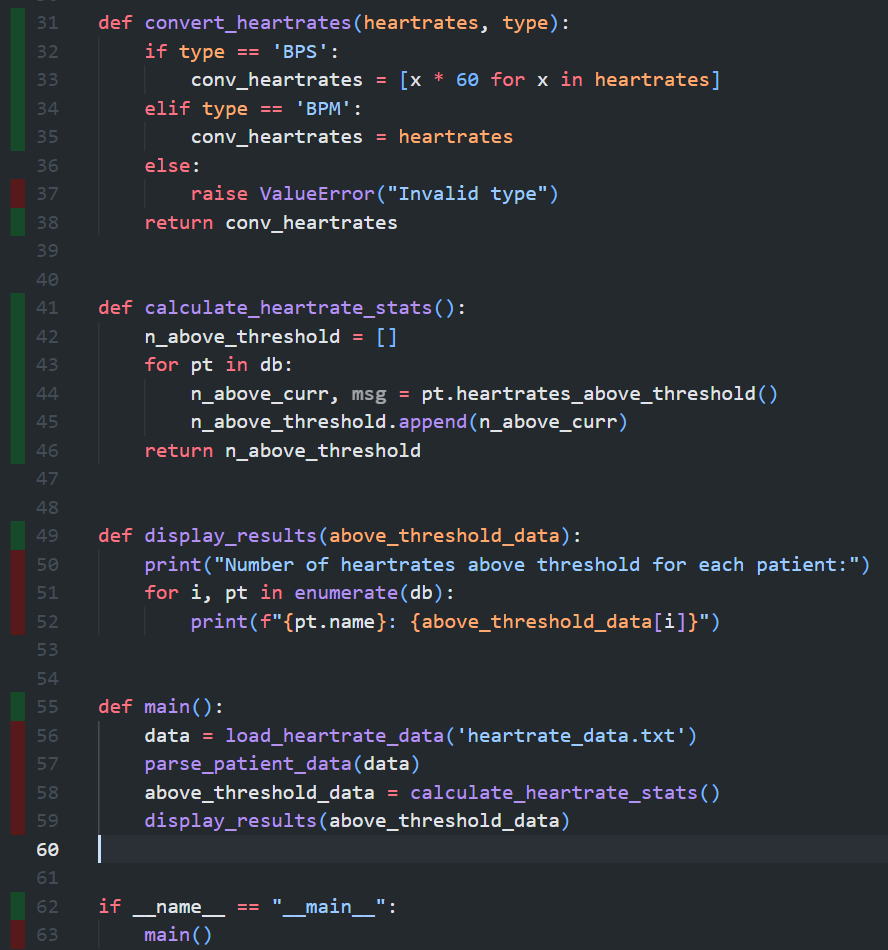 31 def convert_heartrates(heartrates, type):
32     if type == 'BPS':
33         conv_heartrates = [x * 60 for x in heartrates]
34     elif type == 'BPM':
35         conv_heartrates = heartrates
36     else:
37         raise ValueError("Invalid type")
38     return conv_heartrates
39
40
41 def calculate_heartrate_stats():
42     n_above_threshold = []
43     for pt in db:
44         n_above_curr, msg = pt.heartrates_above_threshold()
45         n_above_threshold.append(n_above_curr)
46     return n_above_threshold
47
48
49 def display_results(above_threshold_data):
50     print("Number of heartrates above threshold for each patient:")
51     for i, pt in enumerate(db):
52         print(f"{pt.name}: {above_threshold_data[i]}")
53
54
55 def main():
56     data = load_heartrate_data('heartrate_data.txt')
57     parse_patient_data(data)
58     above_threshold_data = calculate_heartrate_stats()
59     display_results(above_threshold_data)
60
61
62 if __name__ == "__main__":
63     main()